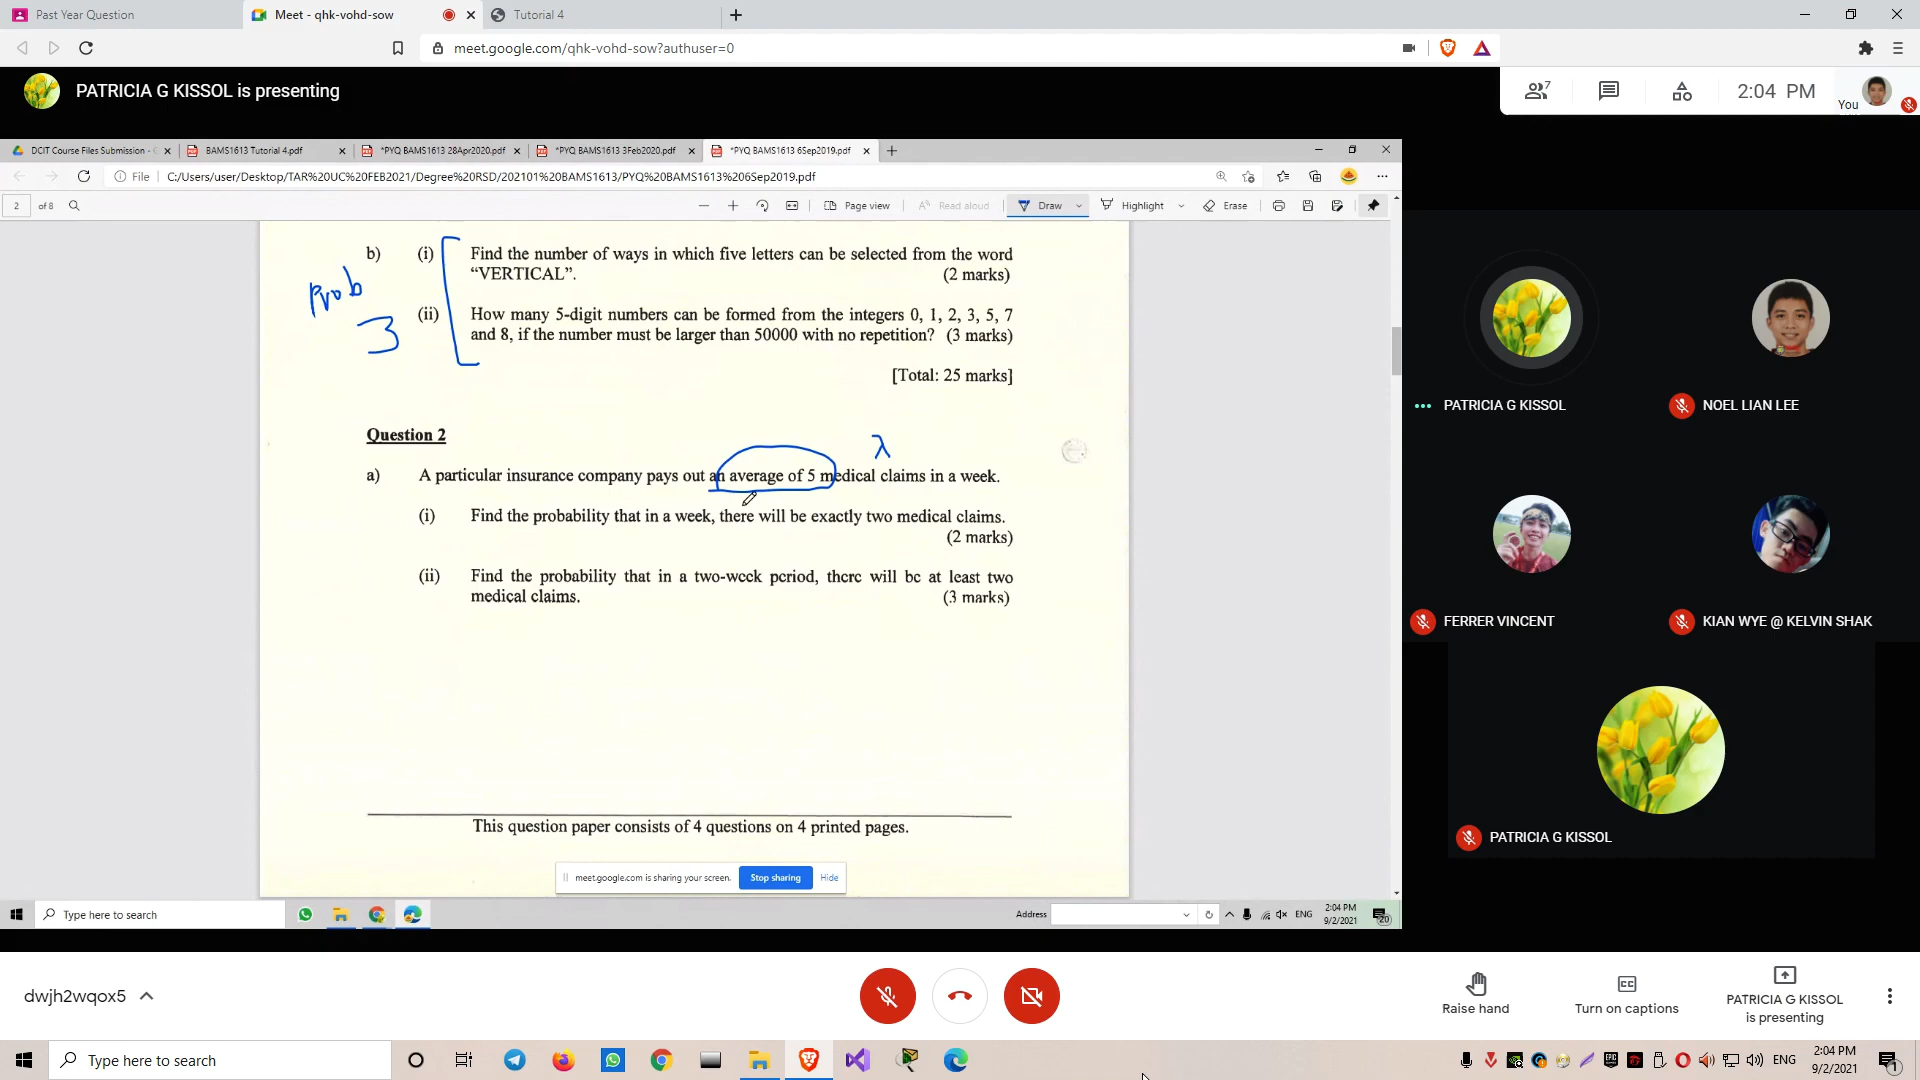 Past Year Question
Meet - qhk-vohd-sow
Tutorial 4
meet.google.com/qhk-vohd-sow?authuser=0
PATRICIA G KISSOL is presenting
7
2:04 PM
You
DCIT Course Files Submission -
BAMS1613 Tutorial 4.pdf
*PYQ BAMS1613 28Apr2020.pdf
*PYQ BAMS1613 3Feb2020.pdf
*PYQ BAMS1613 6Sep2019.pdf
File
C:/Users/user/Desktop/TAR%20UC%20FEB2021/Degree%20RSD/202101%20BAMS1613/PYQ%20BAMS1613%206Sep2019.pdf
2 of 8
Page view
Read aloud
Draw
Highlight
Erase
b) (i) Find the number of ways in which five letters can be selected from the word
“VERTICAL”. (2 marks)
Prob
3
(ii) How many 5-digit numbers can be formed from the integers 0, 1, 2, 3, 5, 7
and 8, if the number must be larger than 50000 with no repetition? (3 marks)
[Total: 25 marks]
Question 2
λ
a) A particular insurance company pays out an average of 5 medical claims in a week.
(i) Find the probability that in a week, there will be exactly two medical claims.
(2 marks)
(ii) Find the probability that in a two-week period, there will be at least two
medical claims. (3 marks)
This question paper consists of 4 questions on 4 printed pages.
meet.google.com is sharing your screen.
Stop sharing
Hide
Type here to search
Address
ENG
2:04 PM
9/2/2021
20
PATRICIA G KISSOL
NOEL LIAN LEE
FERRER VINCENT
KIAN WYE @ KELVIN SHAK
PATRICIA G KISSOL
dwjh2wqox5
Raise hand
Turn on captions
PATRICIA G KISSOL
is presenting
Type here to search
ENG
2:04 PM
9/2/2021
1